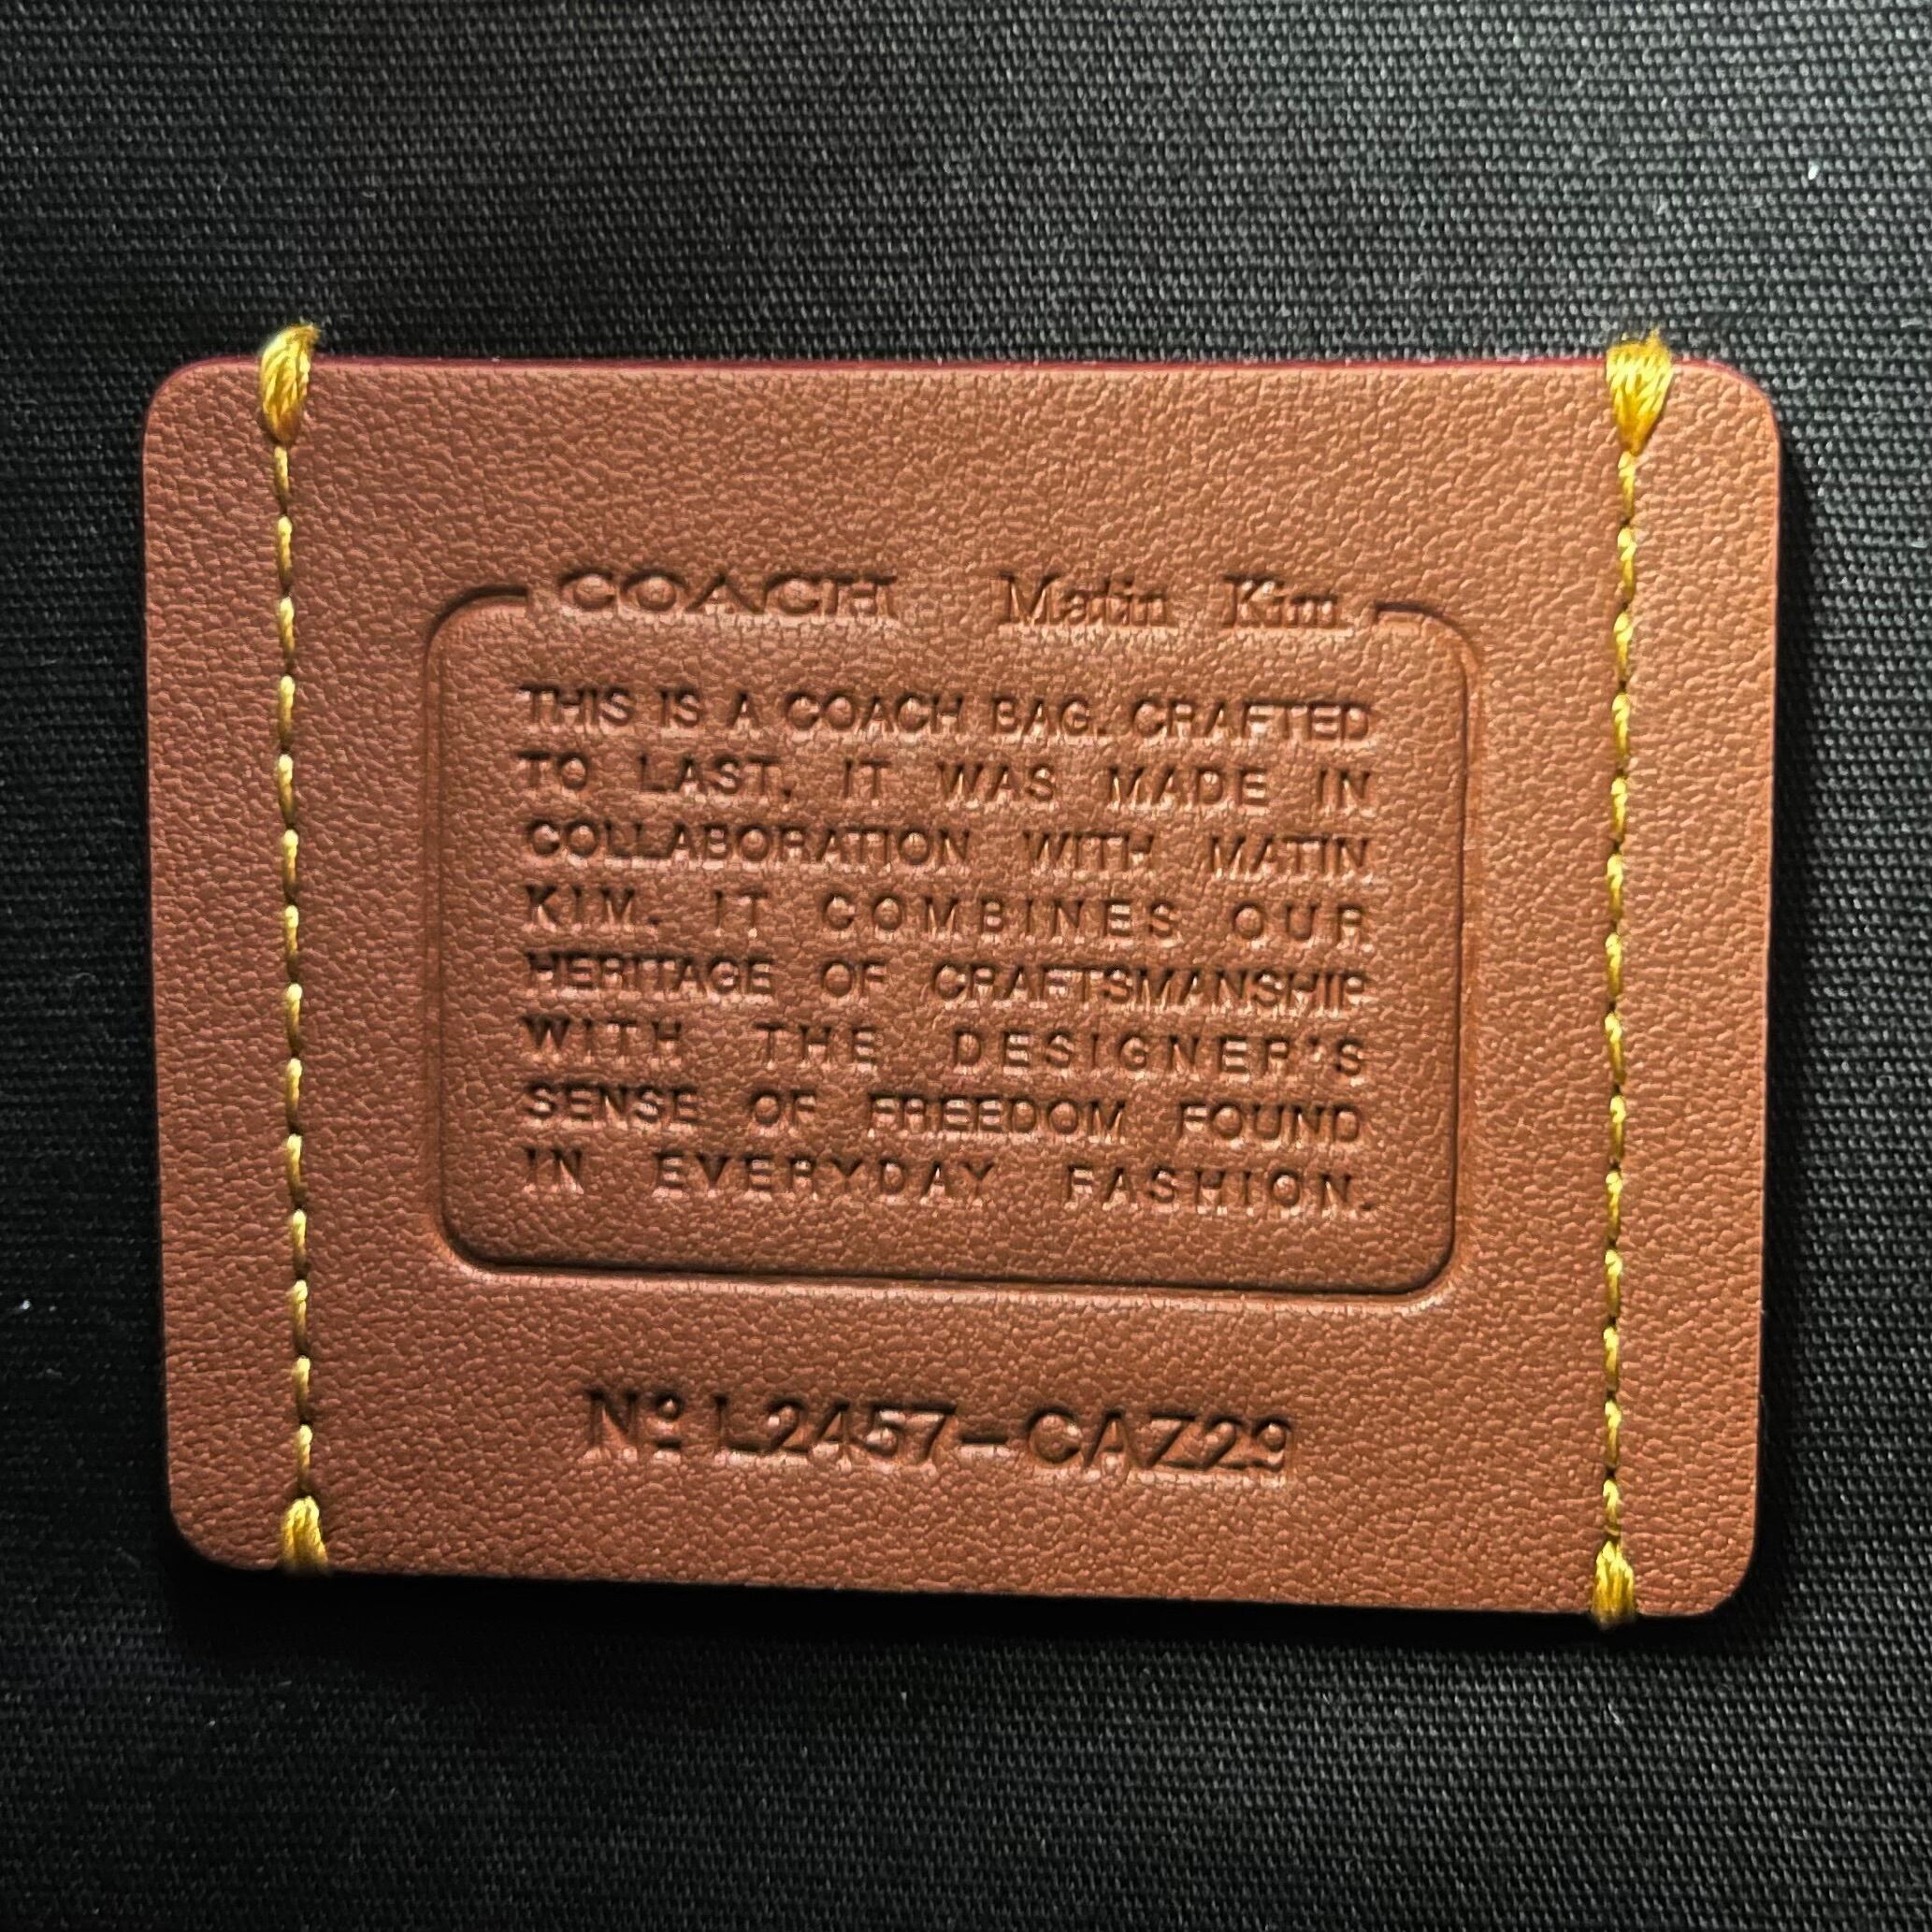 COACH Matin Kim
THIS IS A COACH BAG. CRAFTED
TO LAST, IT WAS MADE IN
COLLABORATION WITH MATIN
KIM. IT COMBINES OUR
HERITAGE OF CRAFTSMANSHIP
WITH THE DESIGNER'S
SENSE OF FREEDOM FOUND
IN EVERYDAY FASHION.
Nº L2457-CAZ29